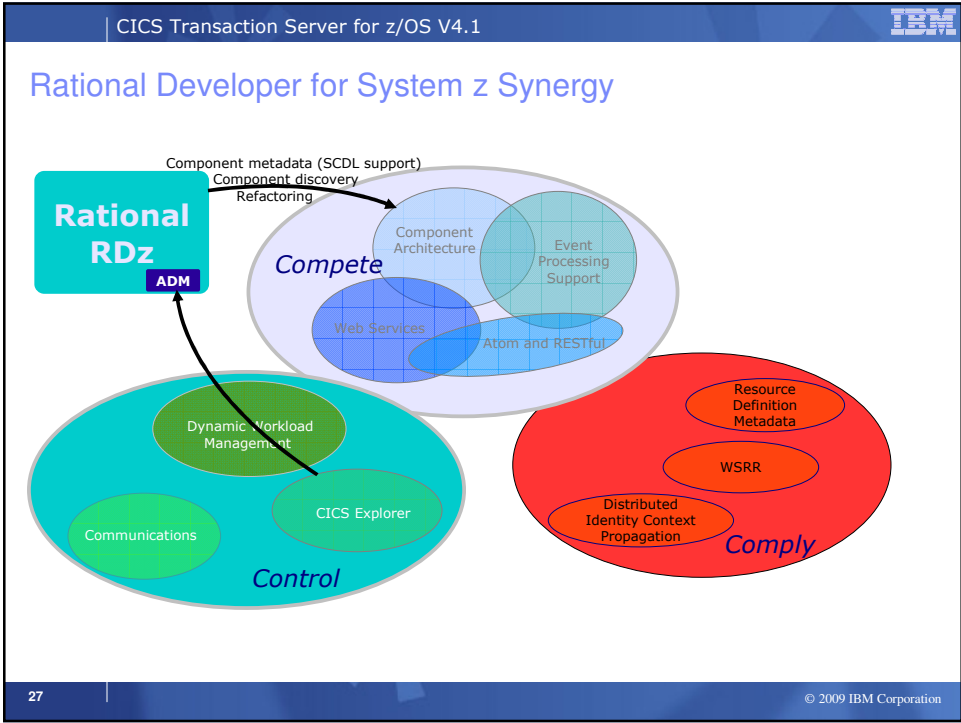 CICS Transaction Server for z/OS V4.1
IBM
Rational Developer for System z Synergy
Component metadata (SCDL support)
Component discovery
Refactoring
Rational
RDz
ADM
Component
Architecture
Event
Processing
Support
Compete
Web Services
Atom and RESTful
Resource
Definition
Metadata
WSRR
Distributed
Identity Context
Propagation
Comply
Dynamic Workload
Management
CICS Explorer
Communications
Control
27
© 2009 IBM Corporation